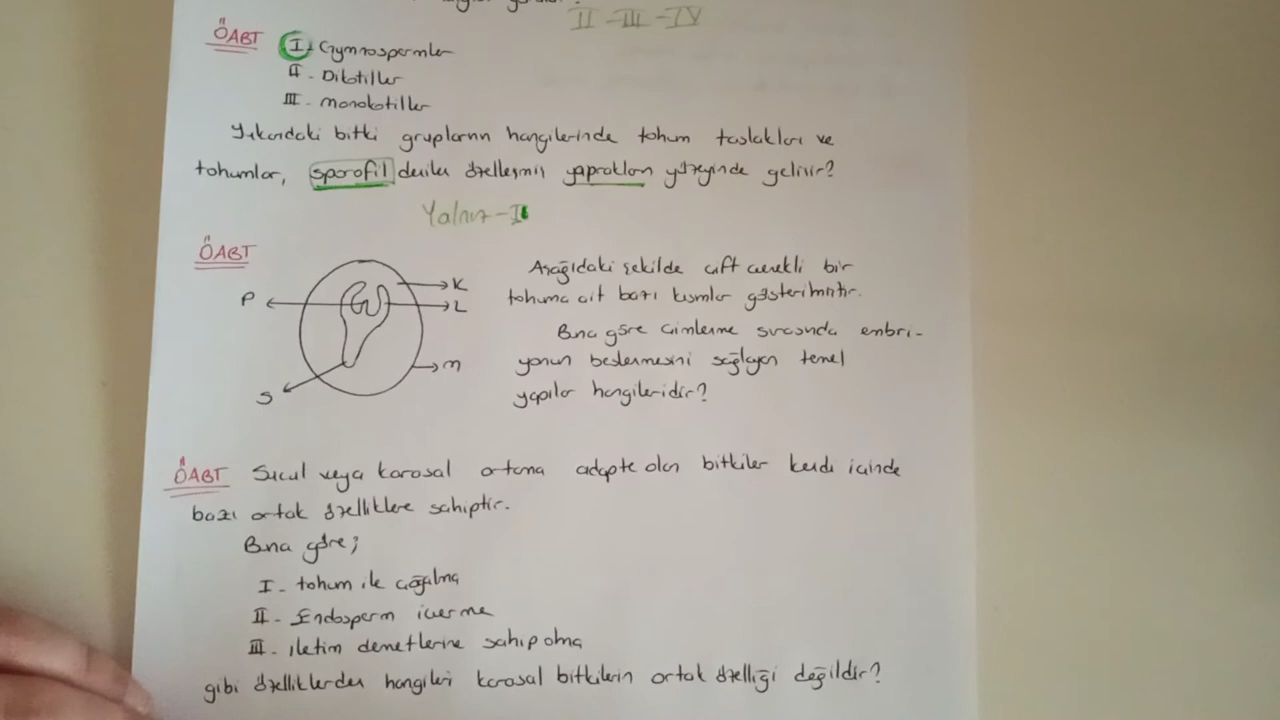 II - III - IV
ÖABT I. Gymnospermler
II - Dikotiller
III - monokotiller
Yukarıdaki bitki gruplarının hangilerinde tohum taslakları ve
tohumlar, sporofil denilen özelleşmiş yaprakları yüzeyinde gelişir?
Yalnız - I
ÖABT
P K L M S
Aşağıdaki şekilde çift çenekli bir
tohuma ait bazı kısımlar gösterilmiştir.
Buna göre çimlenme sırasında embri-
yonun beslenmesini sağlayan temel
yapılar hangileridir?
ÖABT Sucul veya karasal ortama adapte olan bitkiler kendi içinde
bazı ortak özelliklere sahiptir.
Buna göre;
I - tohum ile çoğalma
II - Endosperm içerme
III - iletim demetlerine sahip olma
gibi özelliklerden hangileri karasal bitkilerin ortak özelliği değildir?